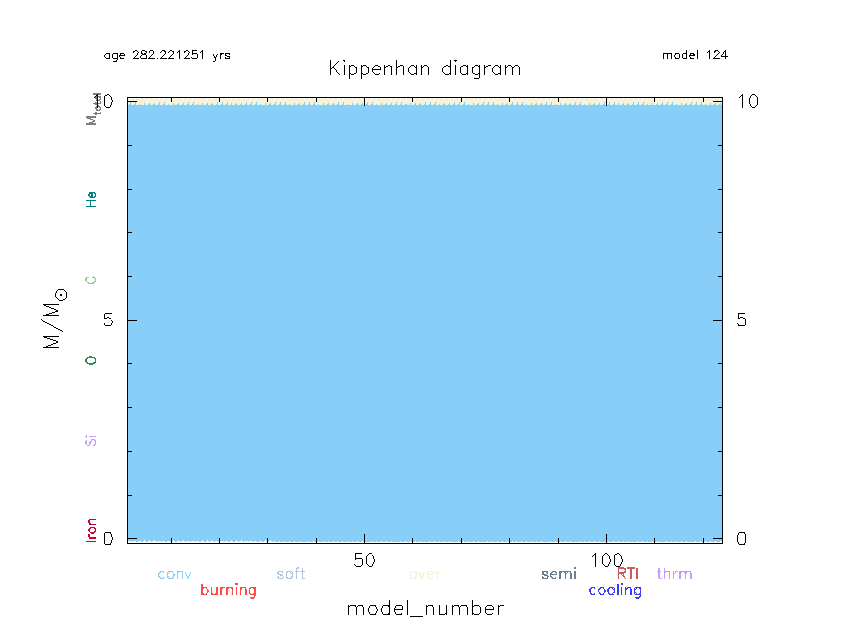 age 282.221251 yrs
model 124
Kippenhan diagram
M_total
10
10
He
C
M/M☉
5
5
O
Si
Iron
0
0
50
100
conv
soft
over
semi
RTI
thrm
burning
cooling
model_number